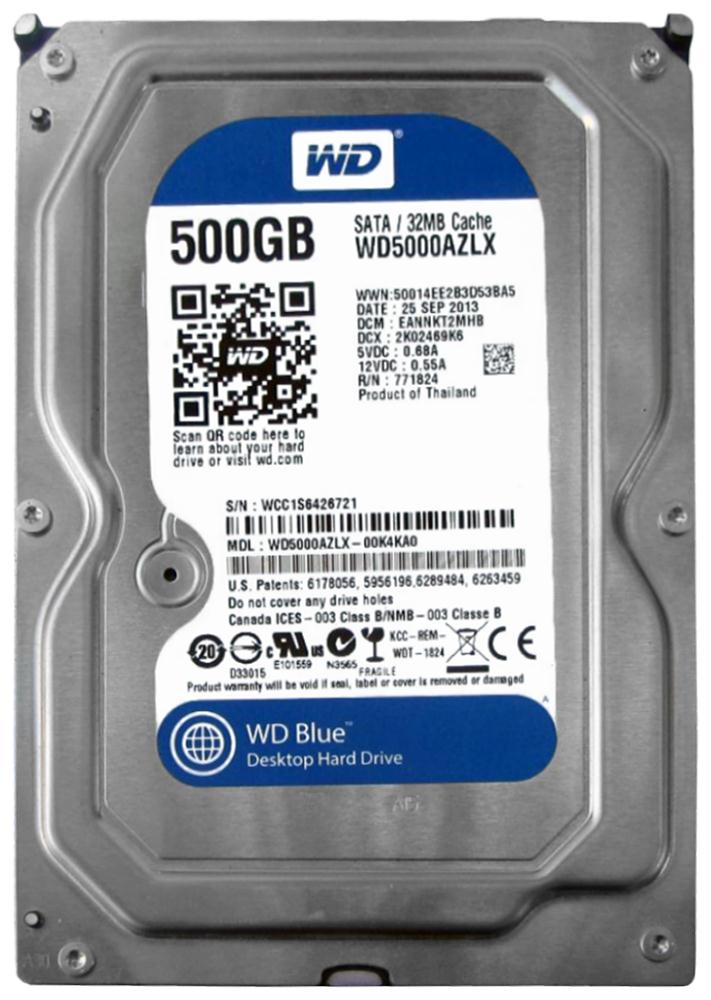 WD®
500GB
SATA / 32MB Cache
WD5000AZLX
WWN:50014EE2B3D53BA5
DATE : 25 SEP 2013
DCM : EANNKT2MHB
DCX : 2K02469K6
5VDC : 0.68A
12VDC : 0.55A
R/N : 771824
Product of Thailand
WD
Scan QR code here to
learn about your hard
drive or visit wd.com
S/N : WCC1S6426721
MDL : WD5000AZLX-00K4KA0
U.S. Patents: 6178056, 5956196,6289484, 6263459
Do not cover any drive holes
Canada ICES - 003 Class B/NMB - 003 Classe B
20
D33015
c RU us
E101559
N3565
FRAGILE
KCC-REM-
WDT-1824
CE
Product warranty will be void if seal, label or cover is removed or damaged
A
WD Blue™
Desktop Hard Drive